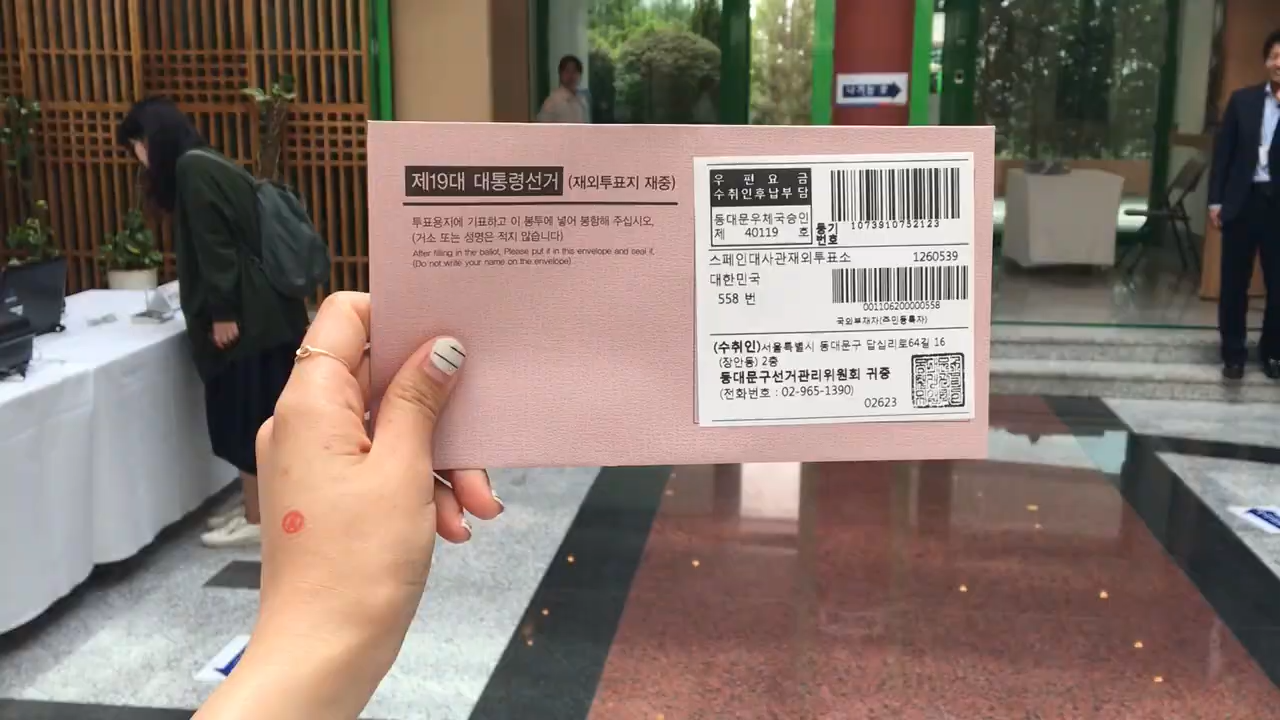 나가는 곳
제19대 대통령선거 (재외투표지 재중)
투표용지에 기표하고 이 봉투에 넣어 봉함해 주십시오.
(거소 또는 성명은 적지 않습니다)
After filling in the ballot, Please put it in this envelope and seal it.
(Do not write your name on the envelope)
우 편 요 금
수취인후납부담
동대문우체국승인
제 40119 호
등기
번호
1073910752123
스페인대사관재외투표소 1260539
대한민국
558 번
001106200000558
국외부재자(주민등록자)
(수취인)서울특별시 동대문구 답십리로64길 16
(장안동) 2층
동대문구선거관리위원회 귀중
(전화번호 : 02-965-1390)
02623